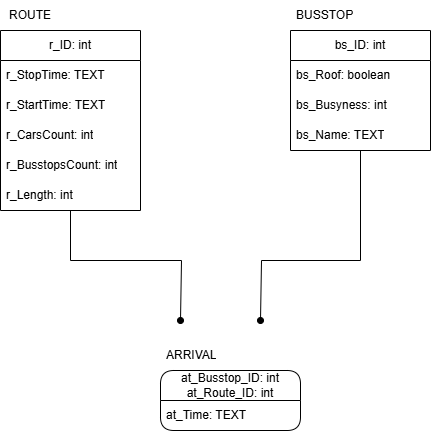 ROUTE
r_ID: int
r_StopTime: TEXT
r_StartTime: TEXT
r_CarsCount: int
r_BusstopsCount: int
r_Length: int
BUSSTOP
bs_ID: int
bs_Roof: boolean
bs_Busyness: int
bs_Name: TEXT
ARRIVAL
at_Busstop_ID: int
at_Route_ID: int
at_Time: TEXT